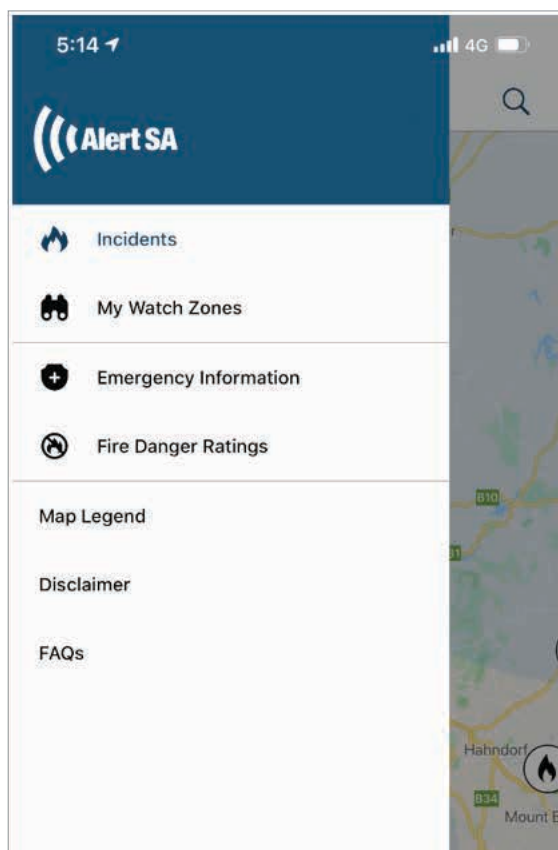 5:14
4G
Alert SA
Incidents
My Watch Zones
Emergency Information
Fire Danger Ratings
Map Legend
Disclaimer
FAQs
B10
Hahndorf
B34
Mount